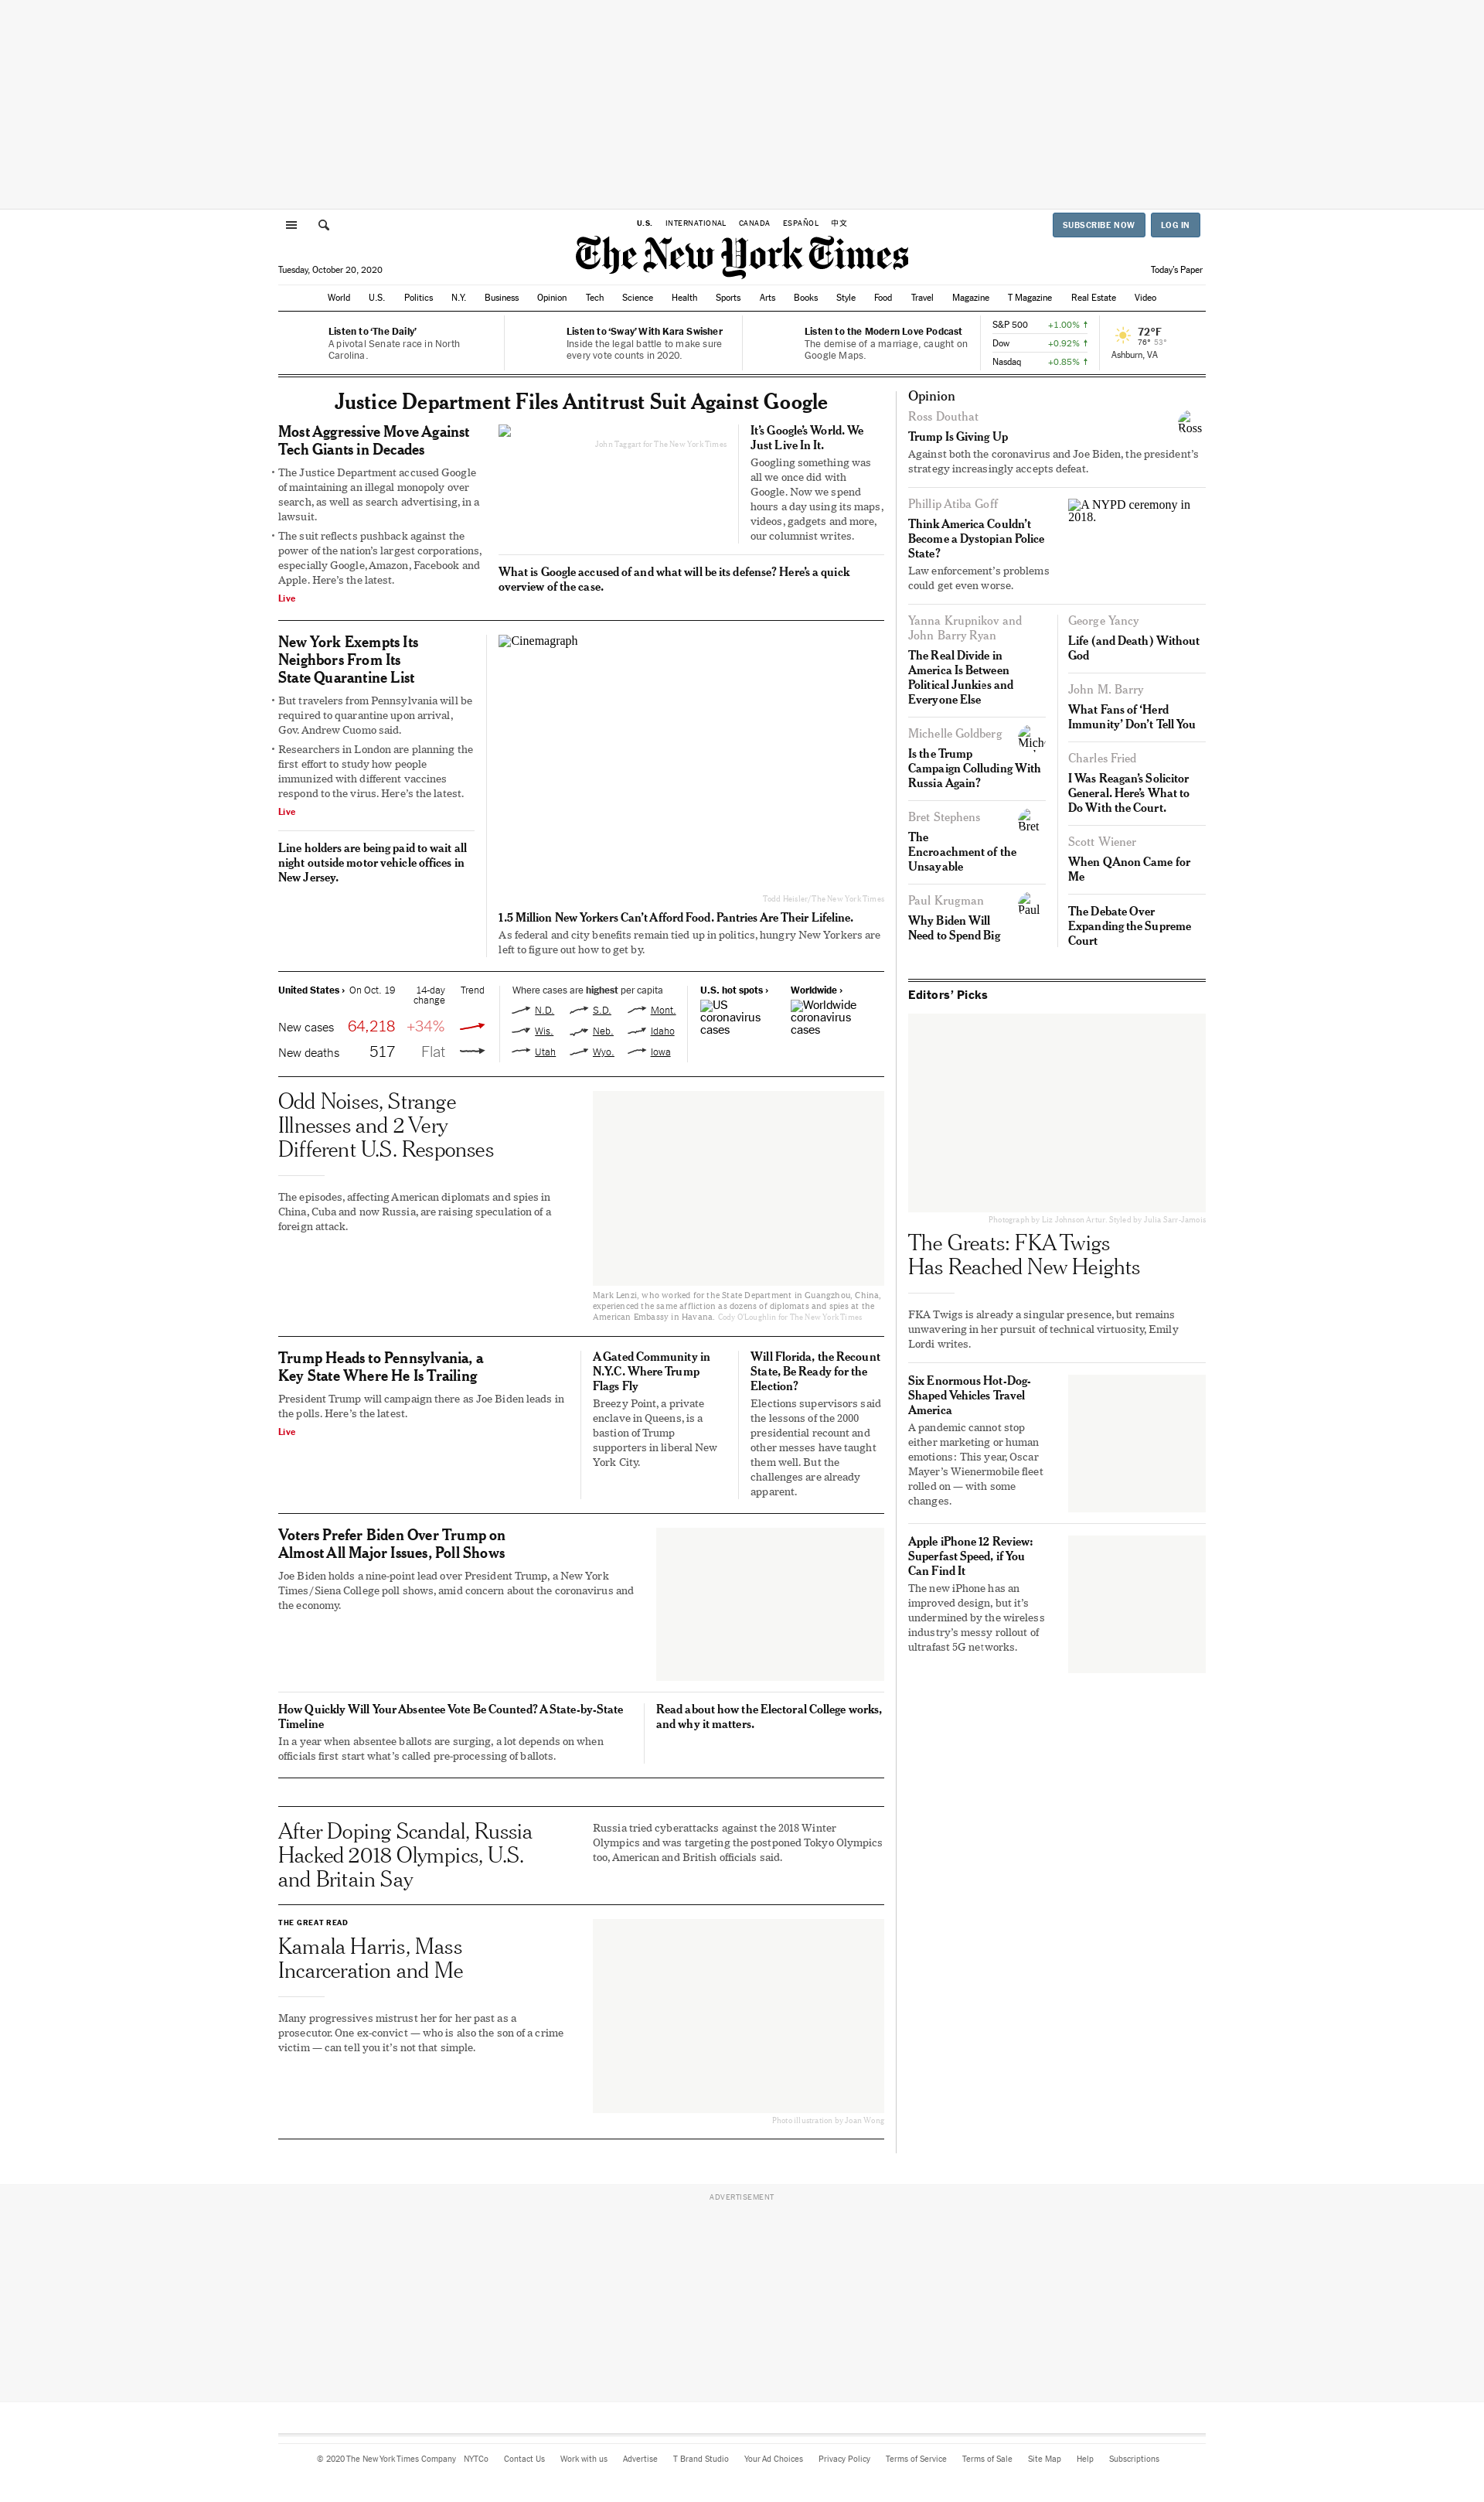 U.S. INTERNATIONAL CANADA ESPAÑOL 中文
SUBSCRIBE NOW LOG IN
The New York Times
Tuesday, October 20, 2020
Today's Paper
World U.S. Politics N.Y. Business Opinion Tech Science Health Sports Arts Books Style Food Travel Magazine T Magazine Real Estate Video
Listen to ‘The Daily’
A pivotal Senate race in North
Carolina.
Listen to ‘Sway’ With Kara Swisher
Inside the legal battle to make sure
every vote counts in 2020.
Listen to the Modern Love Podcast
The demise of a marriage, caught on
Google Maps.
S&P 500 +1.00% ↑
Dow +0.92% ↑
Nasdaq +0.85% ↑
72°F
76° 53°
Ashburn, VA
Justice Department Files Antitrust Suit Against Google
Most Aggressive Move Against
Tech Giants in Decades
• The Justice Department accused Google
of maintaining an illegal monopoly over
search, as well as search advertising, in a
lawsuit.
• The suit reflects pushback against the
power of the nation’s largest corporations,
especially Google, Amazon, Facebook and
Apple. Here’s the latest.
Live
John Taggart for The New York Times
It’s Google’s World. We
Just Live In It.
Googling something was
all we once did with
Google. Now we spend
hours a day using its maps,
videos, gadgets and more,
our columnist writes.
What is Google accused of and what will be its defense? Here’s a quick
overview of the case.
New York Exempts Its
Neighbors From Its
State Quarantine List
• But travelers from Pennsylvania will be
required to quarantine upon arrival,
Gov. Andrew Cuomo said.
• Researchers in London are planning the
first effort to study how people
immunized with different vaccines
respond to the virus. Here’s the latest.
Live
Line holders are being paid to wait all
night outside motor vehicle offices in
New Jersey.
Cinemagraph
Todd Heisler/The New York Times
1.5 Million New Yorkers Can’t Afford Food. Pantries Are Their Lifeline.
As federal and city benefits remain tied up in politics, hungry New Yorkers are
left to figure out how to get by.
United States › On Oct. 19 14-day
change Trend
New cases 64,218 +34%
New deaths 517 Flat
Where cases are highest per capita
N.D. S.D. Mont.
Wis. Neb. Idaho
Utah Wyo. Iowa
U.S. hot spots ›
US
coronavirus
cases
Worldwide ›
Worldwide
coronavirus
cases
Odd Noises, Strange
Illnesses and 2 Very
Different U.S. Responses
The episodes, affecting American diplomats and spies in
China, Cuba and now Russia, are raising speculation of a
foreign attack.
Mark Lenzi, who worked for the State Department in Guangzhou, China,
experienced the same affliction as dozens of diplomats and spies at the
American Embassy in Havana. Cody O’Loughlin for The New York Times
Trump Heads to Pennsylvania, a
Key State Where He Is Trailing
President Trump will campaign there as Joe Biden leads in
the polls. Here’s the latest.
Live
A Gated Community in
N.Y.C. Where Trump
Flags Fly
Breezy Point, a private
enclave in Queens, is a
bastion of Trump
supporters in liberal New
York City.
Will Florida, the Recount
State, Be Ready for the
Election?
Elections supervisors said
the lessons of the 2000
presidential recount and
other messes have taught
them well. But the
challenges are already
apparent.
Voters Prefer Biden Over Trump on
Almost All Major Issues, Poll Shows
Joe Biden holds a nine-point lead over President Trump, a New York
Times/Siena College poll shows, amid concern about the coronavirus and
the economy.
How Quickly Will Your Absentee Vote Be Counted? A State-by-State
Timeline
In a year when absentee ballots are surging, a lot depends on when
officials first start what’s called pre-processing of ballots.
Read about how the Electoral College works,
and why it matters.
After Doping Scandal, Russia
Hacked 2018 Olympics, U.S.
and Britain Say
Russia tried cyberattacks against the 2018 Winter
Olympics and was targeting the postponed Tokyo Olympics
too, American and British officials said.
THE GREAT READ
Kamala Harris, Mass
Incarceration and Me
Many progressives mistrust her for her past as a
prosecutor. One ex-convict — who is also the son of a crime
victim — can tell you it’s not that simple.
Photo illustration by Joan Wong
Opinion
Ross Douthat
Ross
Trump Is Giving Up
Against both the coronavirus and Joe Biden, the president’s
strategy increasingly accepts defeat.
Phillip Atiba Goff
Think America Couldn’t
Become a Dystopian Police
State?
Law enforcement’s problems
could get even worse.
A NYPD ceremony in
2018.
Yanna Krupnikov and
John Barry Ryan
The Real Divide in
America Is Between
Political Junkies and
Everyone Else
Michelle Goldberg
Is the Trump
Campaign Colluding With
Russia Again?
Bret Stephens
Bret
The
Encroachment of the
Unsayable
Paul Krugman
Paul
Why Biden Will
Need to Spend Big
George Yancy
Life (and Death) Without
God
John M. Barry
What Fans of ‘Herd
Immunity’ Don’t Tell You
Charles Fried
I Was Reagan’s Solicitor
General. Here’s What to
Do With the Court.
Scott Wiener
When QAnon Came for
Me
The Debate Over
Expanding the Supreme
Court
Editors’ Picks
Photograph by Liz Johnson Artur. Styled by Julia Sarr-Jamois
The Greats: FKA Twigs
Has Reached New Heights
FKA Twigs is already a singular presence, but remains
unwavering in her pursuit of technical virtuosity, Emily
Lordi writes.
Six Enormous Hot-Dog-
Shaped Vehicles Travel
America
A pandemic cannot stop
either marketing or human
emotions: This year, Oscar
Mayer’s Wienermobile fleet
rolled on — with some
changes.
Apple iPhone 12 Review:
Superfast Speed, if You
Can Find It
The new iPhone has an
improved design, but it’s
undermined by the wireless
industry’s messy rollout of
ultrafast 5G networks.
ADVERTISEMENT
© 2020 The New York Times Company NYTCo Contact Us Work with us Advertise T Brand Studio Your Ad Choices Privacy Policy Terms of Service Terms of Sale Site Map Help Subscriptions